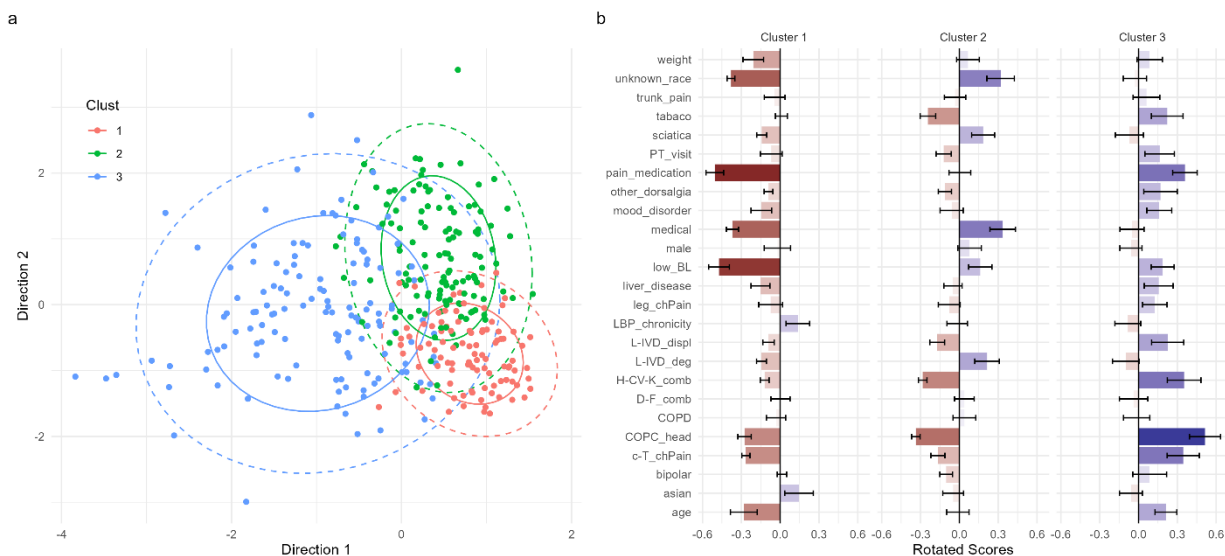 a
2
0
-2
-4
-2
0
2
Direction 1
Direction 2
Clust
1
2
3
b
Cluster 1
Cluster 2
Cluster 3
weight
unknown_race
trunk_pain
tabaco
sciatica
PT_visit
pain_medication
other_dorsalgia
mood_disorder
medical
male
low_BL
liver_disease
leg_chPain
LBP_chronicity
L-IVD_displ
L-IVD_deg
H-CV-K_comb
D-F_comb
COPD
COPC_head
c-T_chPain
bipolar
asian
age
-0.6 -0.3 0.0 0.3 0.6
-0.6 -0.3 0.0 0.3 0.6
-0.6 -0.3 0.0 0.3 0.6
Rotated Scores